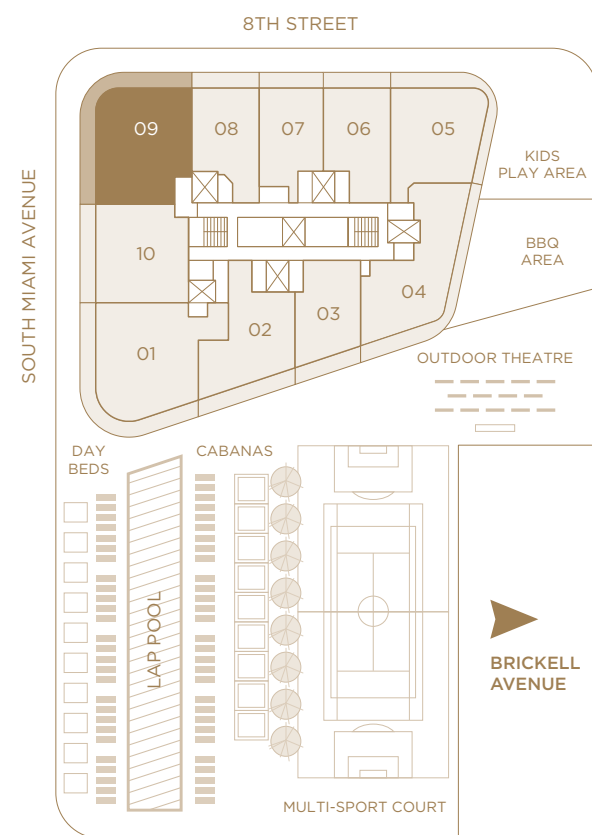 8TH STREET
SOUTH MIAMI AVENUE
09
08
07
06
05
KIDS
PLAY AREA
10
BBQ
AREA
04
03
02
01
OUTDOOR THEATRE
DAY
BEDS
CABANAS
LAP POOL
BRICKELL
AVENUE
MULTI-SPORT COURT